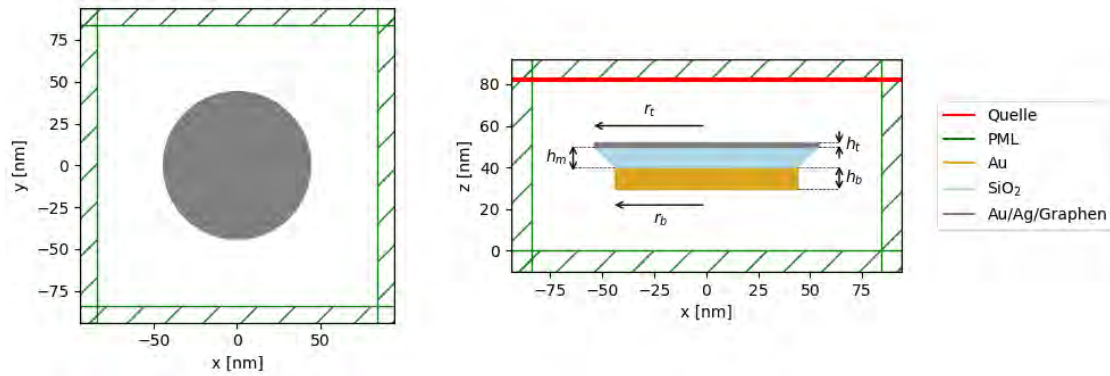 75
50
25
0
−25
−50
−75
y [nm]
−50 0 50
x [nm]
80
60
40
20
0
z [nm]
r_t
h_m
h_t
h_b
r_b
−75 −50 −25 0 25 50 75
x [nm]
Quelle
PML
Au
SiO₂
Au/Ag/Graphen